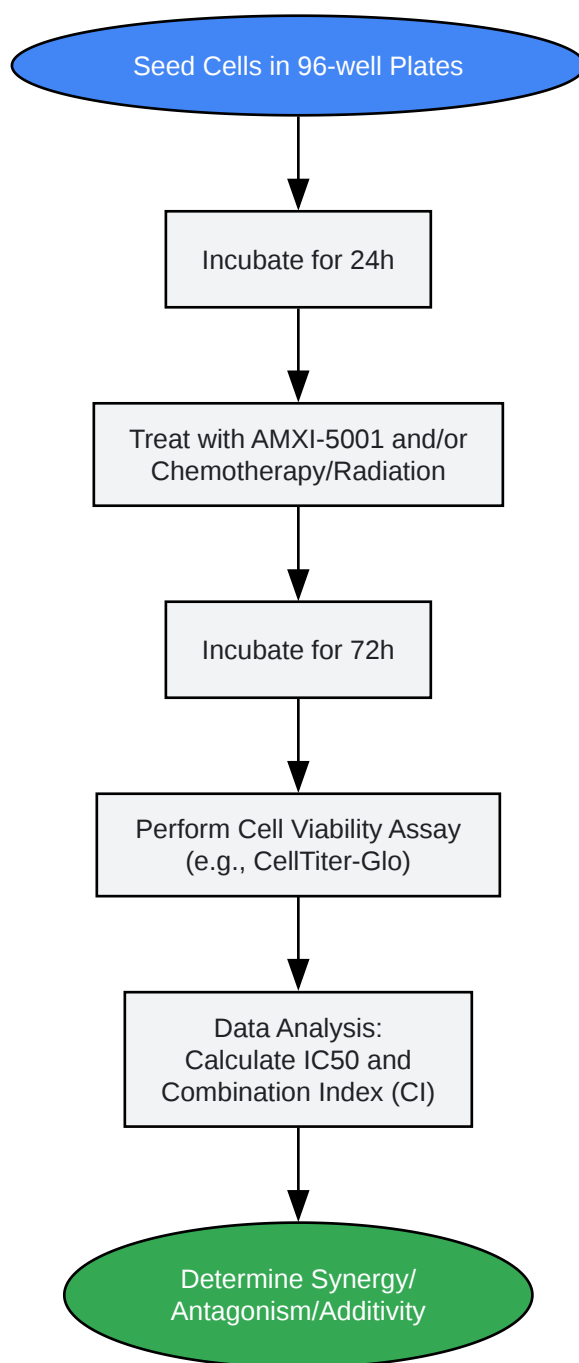 Seed Cells in 96-well Plates
Incubate for 24h
Treat with AMXI-5001 and/or
Chemotherapy/Radiation
Incubate for 72h
Perform Cell Viability Assay
(e.g., CellTiter-Glo)
Data Analysis:
Calculate IC50 and
Combination Index (CI)
Determine Synergy/
Antagonism/Additivity